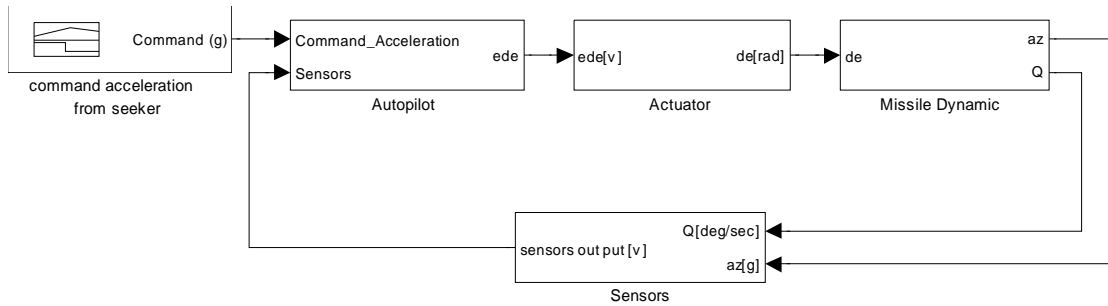 Command (g)
command acceleration
from seeker
Command_Acceleration
Sensors
ede
Autopilot
ede[v]
de[rad]
Actuator
de
az
Q
Missile Dynamic
sensors out put [v]
Q[deg/sec]
az[g]
Sensors